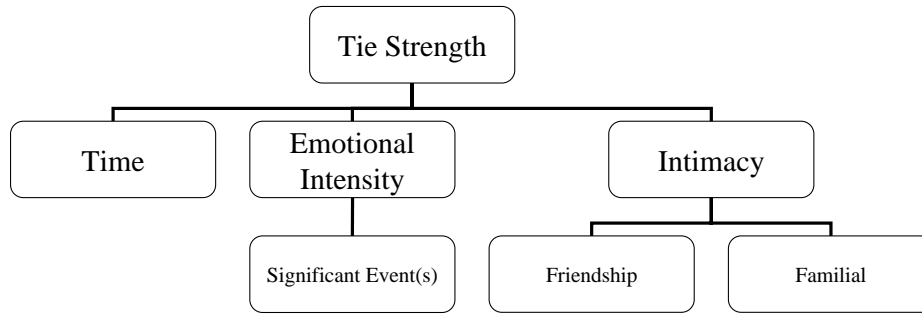 Tie Strength
Time
Emotional
Intensity
Intimacy
Significant Event(s)
Friendship
Familial